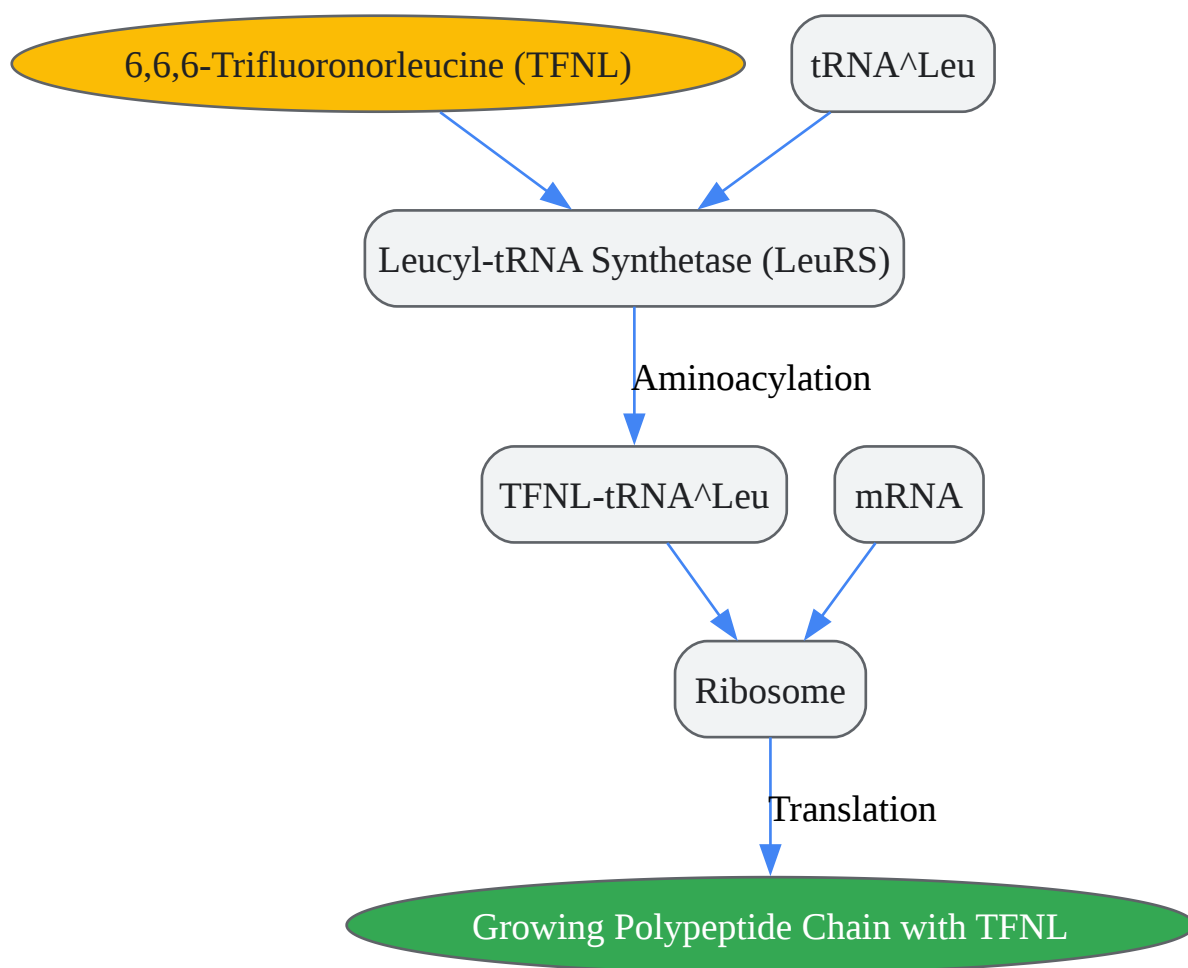 6,6,6-Trifluoronorleucine (TFNL)
tRNA^Leu
Leucyl-tRNA Synthetase (LeuRS)
Aminoacylation
TFNL-tRNA^Leu
mRNA
Ribosome
Translation
Growing Polypeptide Chain with TFNL